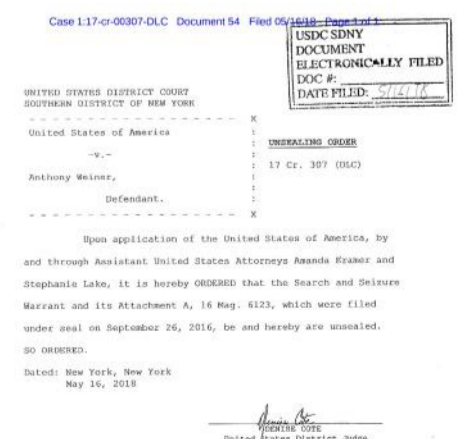 Case 1:17-cr-00307-DLC Document 54 Filed 05/16/18 Page 1 of 1
USDC SDNY
DOCUMENT
ELECTRONICALLY FILED
DOC #:
DATE FILED: 5/16/18
UNITED STATES DISTRICT COURT
SOUTHERN DISTRICT OF NEW YORK
- - - - - - - - - - - - - - - - - - X
United States of America :
: UNSEALING ORDER
-v.- :
: 17 Cr. 307 (DLC)
Anthony Weiner, :
:
Defendant. :
- - - - - - - - - - - - - - - - - - X
Upon application of the United States of America, by
and through Assistant United States Attorneys Amanda Kramer and
Stephanie Lake, it is hereby ORDERED that the Search and Seizure
Warrant and its Attachment A, 16 Mag. 6123, which were filed
under seal on September 26, 2016, be and hereby are unsealed.
SO ORDERED.
Dated: New York, New York
May 16, 2018
Denise Cote
DENISE COTE
United States District Judge